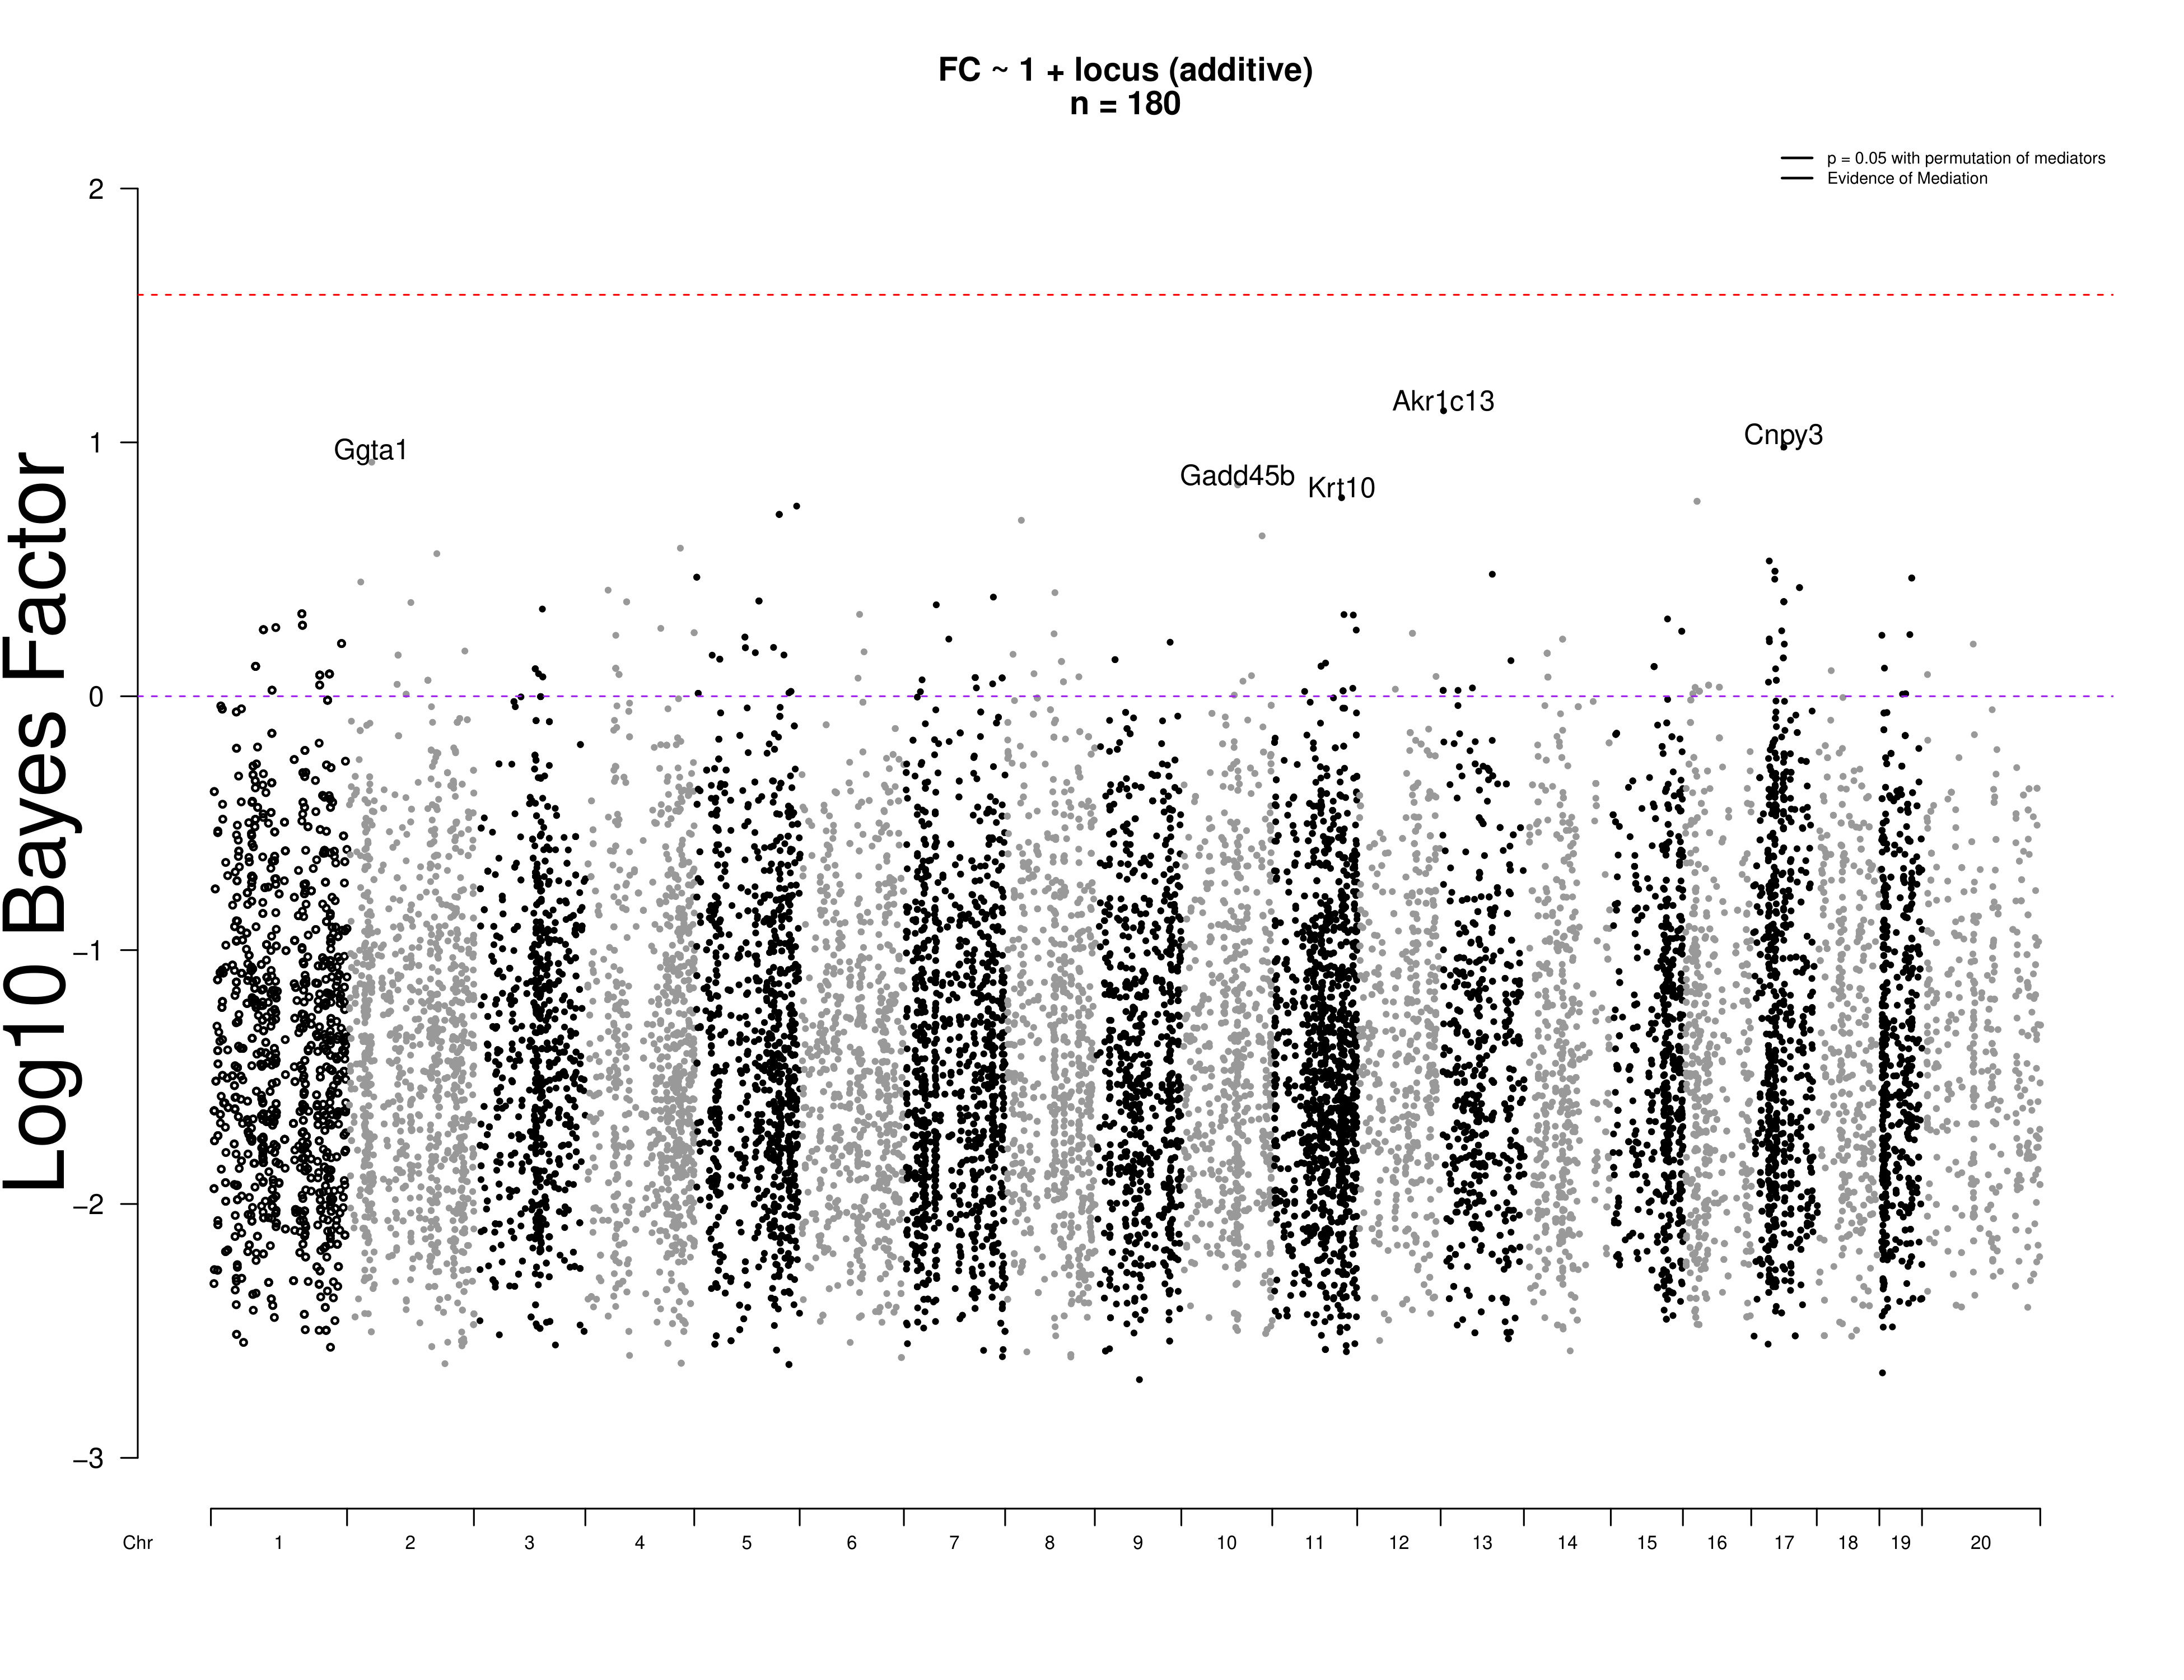 FC ~ 1 + locus (additive)
n = 180
p = 0.05 with permutation of mediators
Evidence of Mediation
Log10 Bayes Factor
2
1
0
−1
−2
−3
Akr1c13
Cnpy3
Ggta1
Gadd45b
Krt10
Chr 1 2 3 4 5 6 7 8 9 10 11 12 13 14 15 16 17 18 19 20